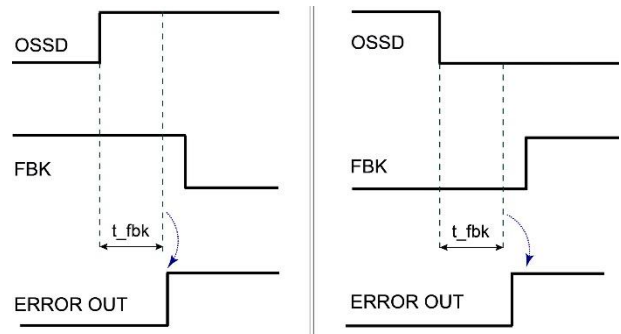 OSSD
FBK
t_fbk
ERROR OUT
OSSD
FBK
t_fbk
ERROR OUT